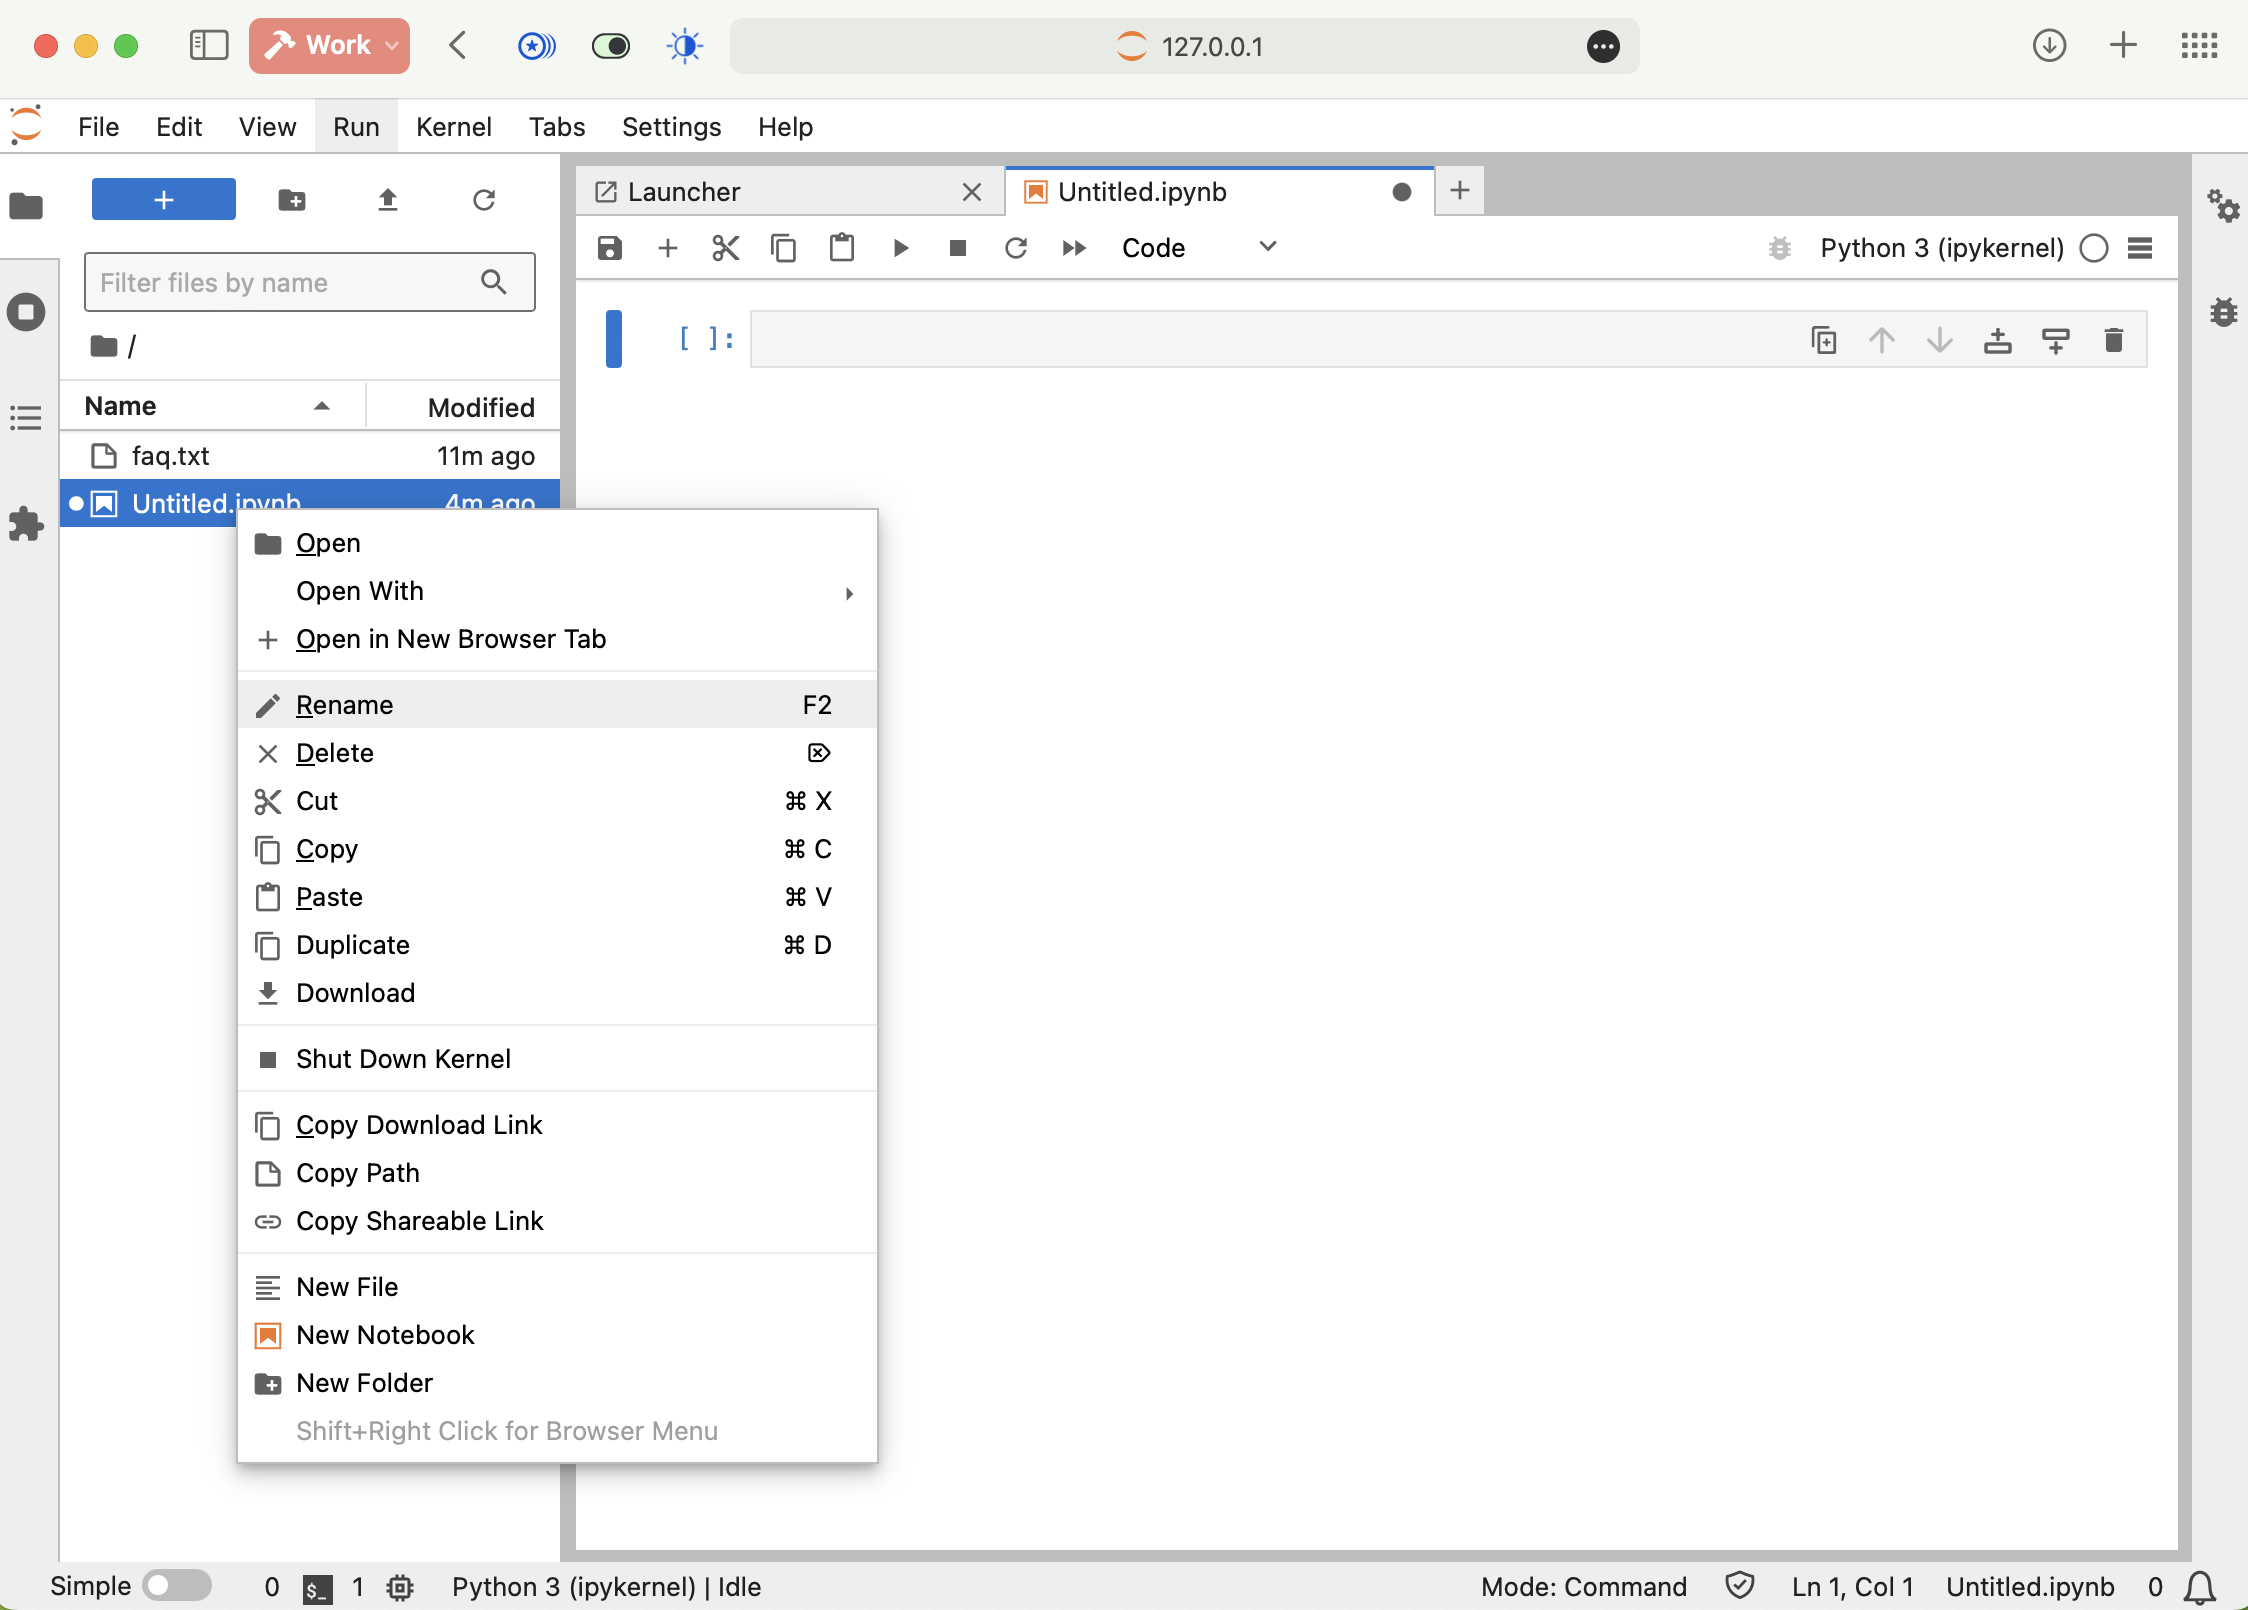 Work
127.0.0.1
File Edit View Run Kernel Tabs Settings Help
Launcher
Untitled.ipynb
Code
Python 3 (ipykernel)
Filter files by name
/
[ ]:
Name Modified
faq.txt 11m ago
Untitled.ipynb 4m ago
Open
Open With
Open in New Browser Tab
Rename F2
Delete ⌦
Cut ⌘ X
Copy ⌘ C
Paste ⌘ V
Duplicate ⌘ D
Download
Shut Down Kernel
Copy Download Link
Copy Path
Copy Shareable Link
New File
New Notebook
New Folder
Shift+Right Click for Browser Menu
Simple 0 $_ 1 Python 3 (ipykernel) | Idle Mode: Command Ln 1, Col 1 Untitled.ipynb 0